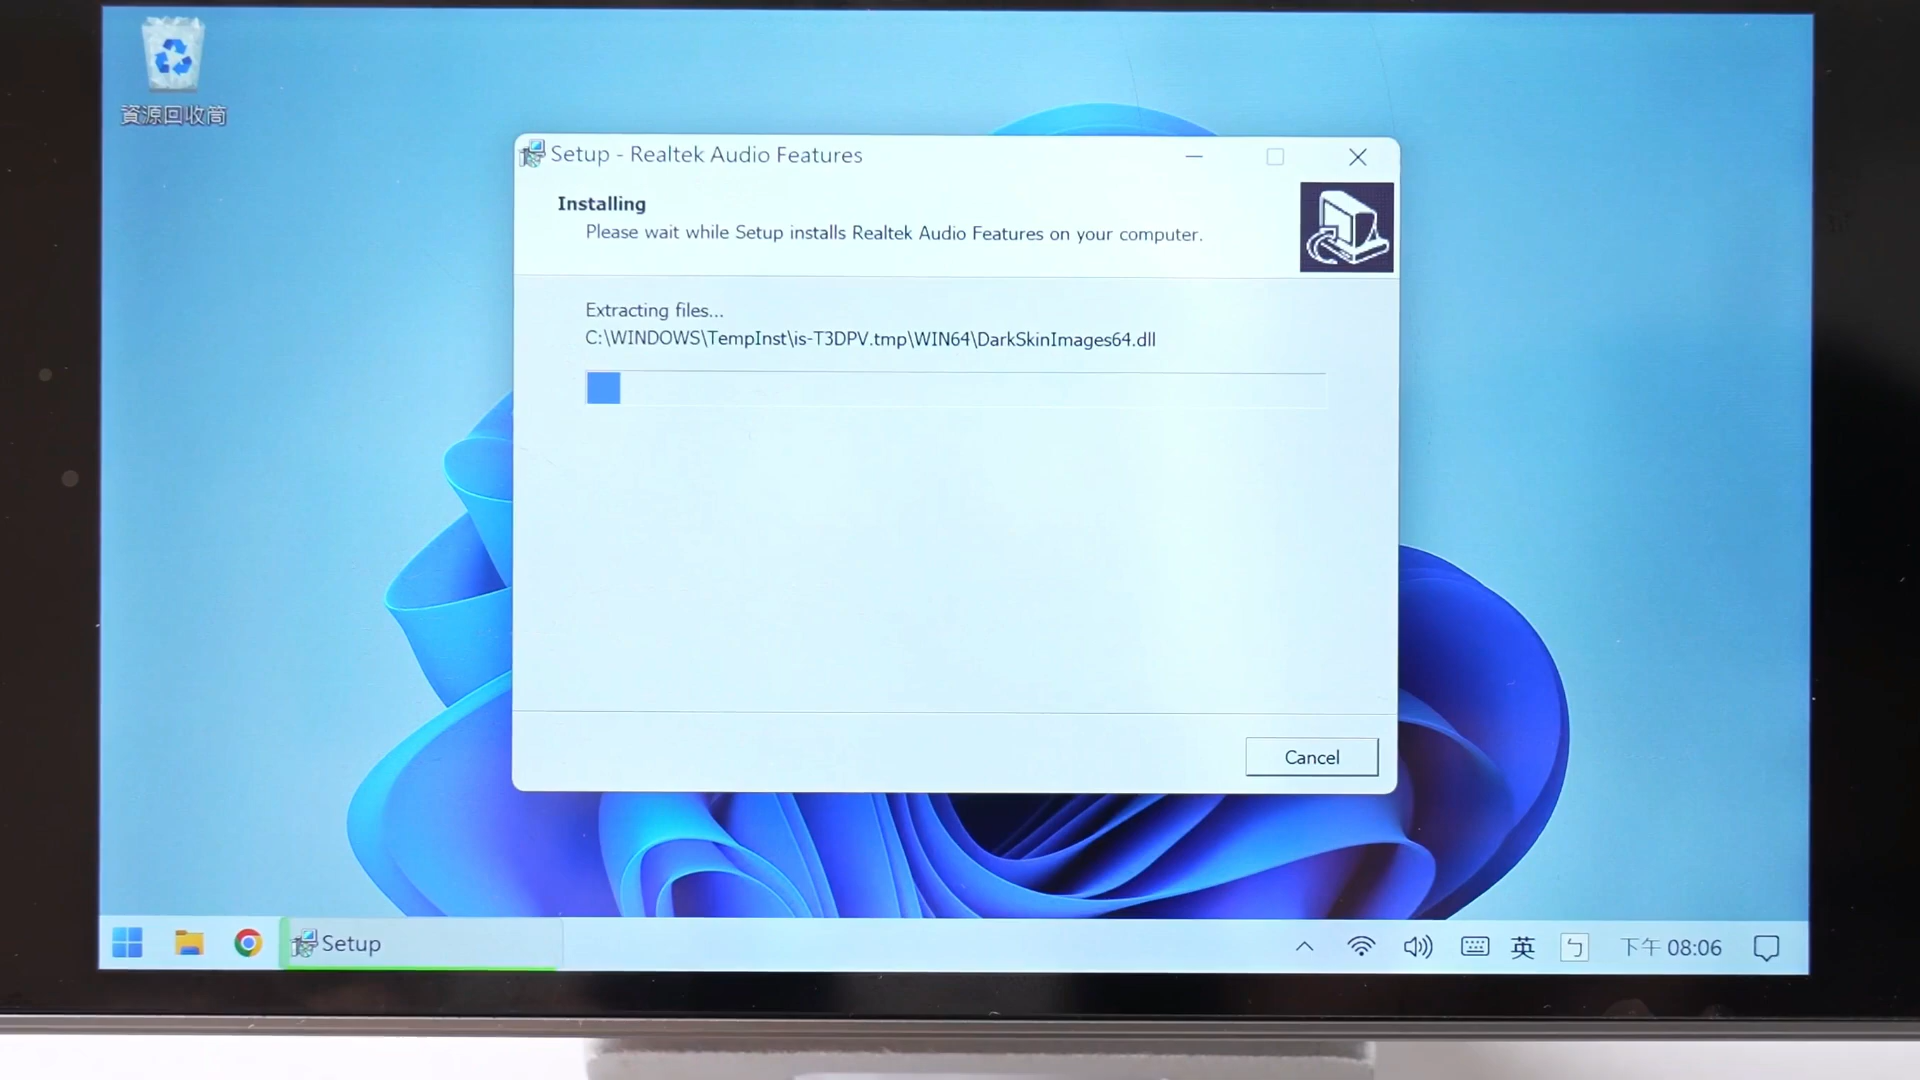 資源回收筒
Setup - Realtek Audio Features
Installing
Please wait while Setup installs Realtek Audio Features on your computer.
Extracting files...
C:\WINDOWS\TempInst\is-T3DPV.tmp\WIN64\DarkSkinImages64.dll
Cancel
Setup
英
ㄅ
下午 08:06